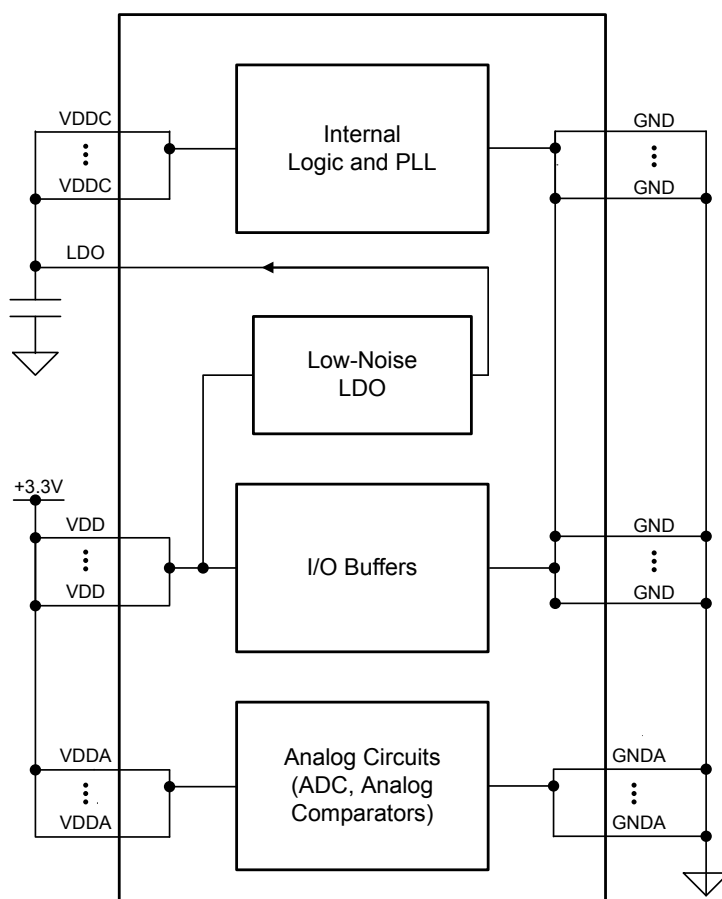 VDDC
Internal
Logic and PLL
GND
VDDC
GND
LDO
Low-Noise
LDO
+3.3V
VDD
I/O Buffers
GND
VDD
GND
VDDA
Analog Circuits
(ADC, Analog
Comparators)
GNDA
VDDA
GNDA